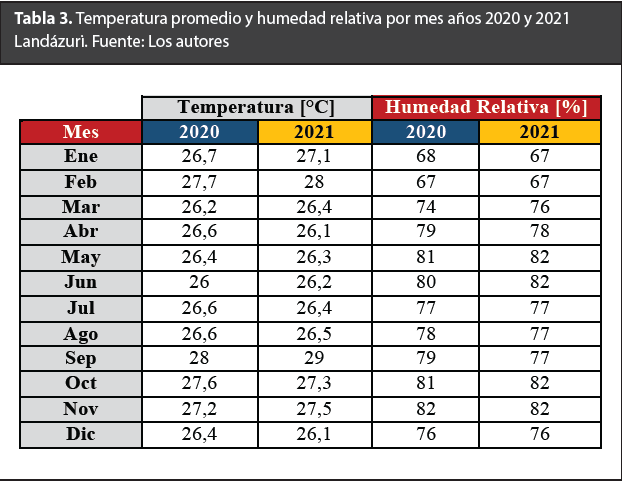 Tabla 3. Temperatura promedio y humedad relativa por mes años 2020 y 2021
Landázuri. Fuente: Los autores
Temperatura [°C] Humedad Relativa [%]
Mes 2020 2021 2020 2021
Ene 26,7 27,1 68 67
Feb 27,7 28 67 67
Mar 26,2 26,4 74 76
Abr 26,6 26,1 79 78
May 26,4 26,3 81 82
Jun 26 26,2 80 82
Jul 26,6 26,4 77 77
Ago 26,6 26,5 78 77
Sep 28 29 79 77
Oct 27,6 27,3 81 82
Nov 27,2 27,5 82 82
Dic 26,4 26,1 76 76